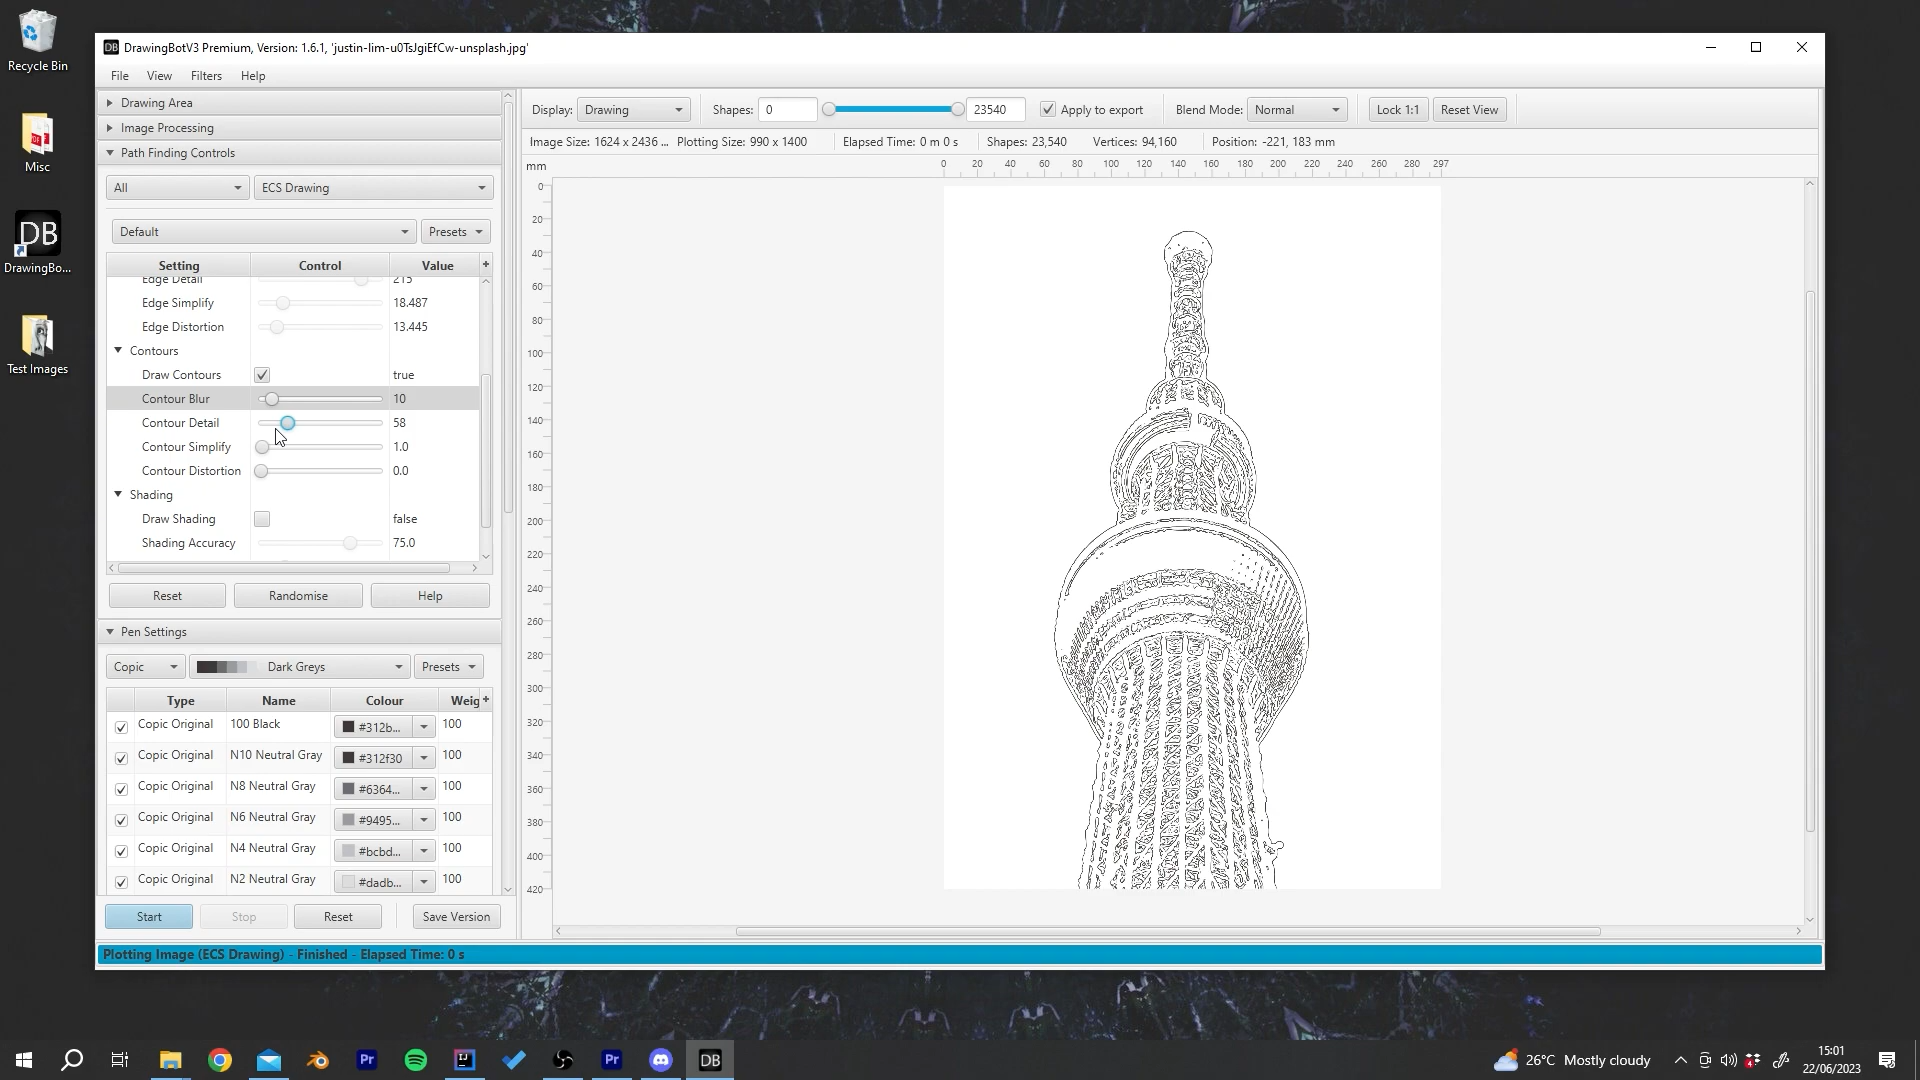 Recycle Bin
Misc
DrawingBo...
Test Images
DrawingBotV3 Premium, Version: 1.6.1, 'justin-lim-u0TsJgiEfCw-unsplash.jpg'
File View Filters Help
Drawing Area
Image Processing
Path Finding Controls
All ECS Drawing
Default Presets
Setting Control Value +
Edge Detail 215
Edge Simplify 18.487
Edge Distortion 13.445
Contours
Draw Contours true
Contour Blur 10
Contour Detail 58
Contour Simplify 1.0
Contour Distortion 0.0
Shading
Draw Shading false
Shading Accuracy 75.0
Reset Randomise Help
Pen Settings
Copic Dark Greys Presets
Type Name Colour Weig +
Copic Original 100 Black #312b... 100
Copic Original N10 Neutral Gray #312f30 100
Copic Original N8 Neutral Gray #6364... 100
Copic Original N6 Neutral Gray #9495... 100
Copic Original N4 Neutral Gray #bcbd... 100
Copic Original N2 Neutral Gray #dadb... 100
Start Stop Reset Save Version
Plotting Image (ECS Drawing) - Finished - Elapsed Time: 0 s
Display: Drawing Shapes: 0 23540 Apply to export Blend Mode: Normal Lock 1:1 Reset View
Image Size: 1624 x 2436 ... Plotting Size: 990 x 1400 Elapsed Time: 0 m 0 s Shapes: 23,540 Vertices: 94,160 Position: -221, 183 mm
mm 0 20 40 60 80 100 120 140 160 180 200 220 240 260 280 297
0
20
40
60
80
100
120
140
160
180
200
220
240
260
280
300
320
340
360
380
400
420
DB
26°C Mostly cloudy
15:01
22/06/2023